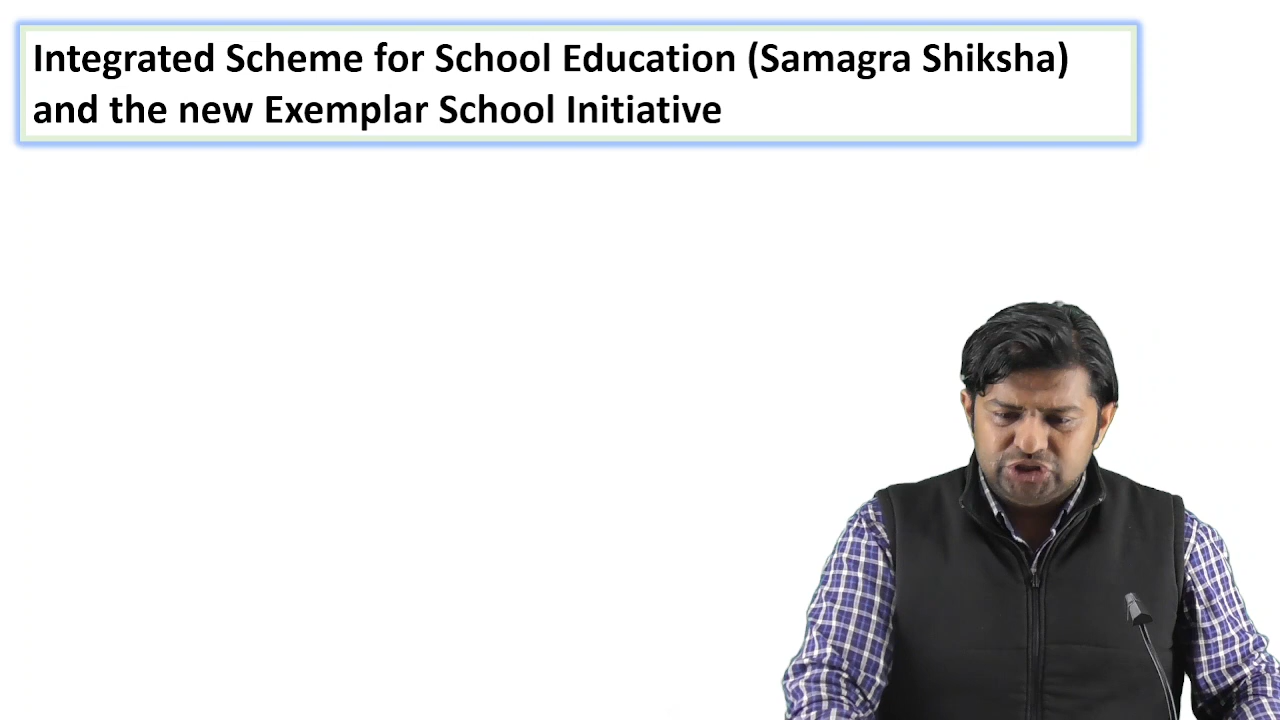 Integrated Scheme for School Education (Samagra Shiksha)
and the new Exemplar School Initiative